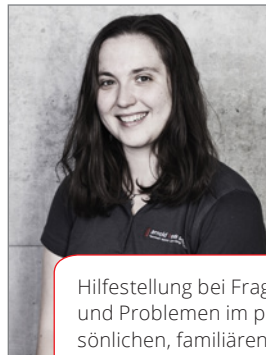 Hilfestellung bei Frag
und Problemen im p
sönlichen, familiären